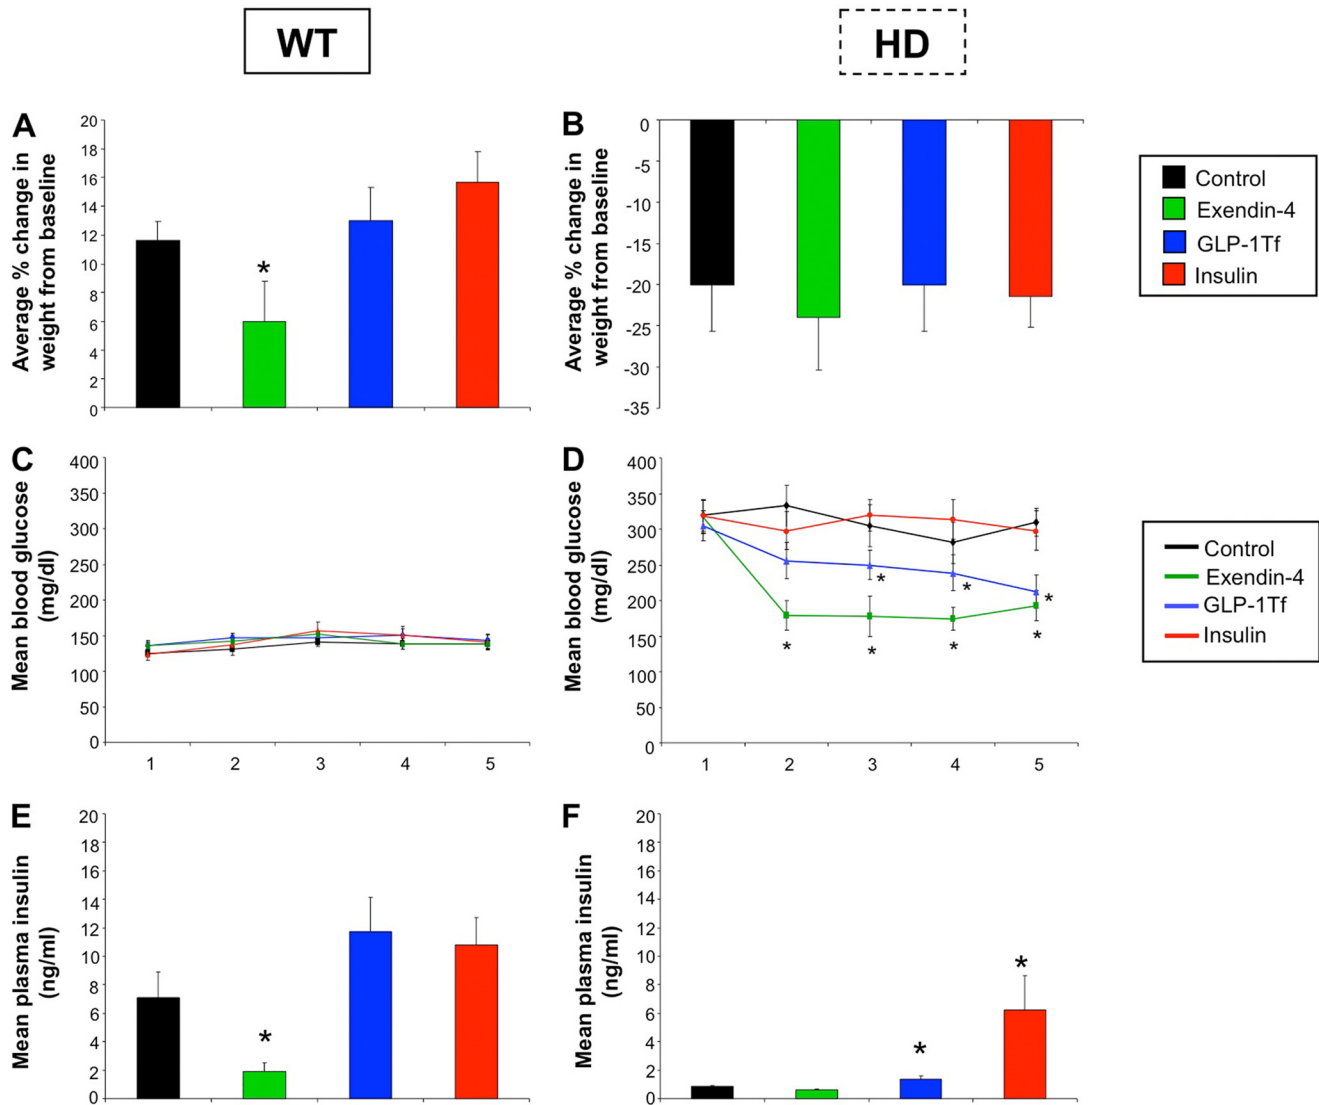 WT
HD
A
Average % change in
weight from baseline
20
18
16
14
12
10
8
6
4
2
0
*
B
Average % change in
weight from baseline
0
-5
-10
-15
-20
-25
-30
-35
Control
Exendin-4
GLP-1Tf
Insulin
C
Mean blood glucose
(mg/dl)
400
350
300
250
200
150
100
50
0
1 2 3 4 5
D
Mean blood glucose
(mg/dl)
400
350
300
250
200
150
100
50
0
* * *
* * * *
1 2 3 4 5
Control
Exendin-4
GLP-1Tf
Insulin
E
Mean plasma insulin
(ng/ml)
20
18
16
14
12
10
8
6
4
2
0
*
F
Mean plasma insulin
(ng/ml)
20
18
16
14
12
10
8
6
4
2
0
* *